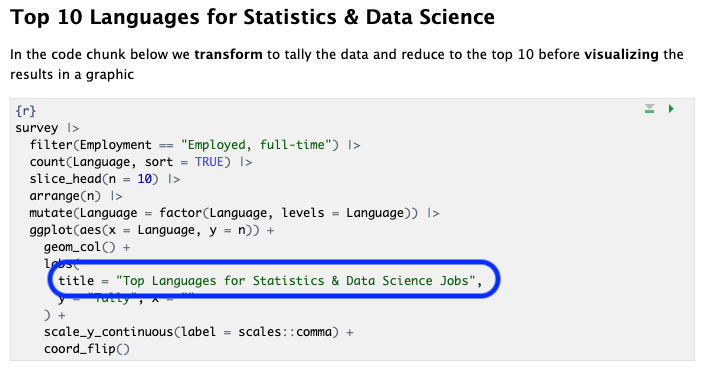 Top 10 Languages for Statistics & Data Science
In the code chunk below we transform to tally the data and reduce to the top 10 before visualizing the
results in a graphic
{r}
survey |>
filter(Employment == "Employed, full-time") |>
count(Language, sort = TRUE) |>
slice_head(n = 10) |>
arrange(n) |>
mutate(Language = factor(Language, levels = Language)) |>
ggplot(aes(x = Language, y = n)) +
geom_col() +
labs(
title = "Top Languages for Statistics & Data Science Jobs",
y = "Tally", x = ""
) +
scale_y_continuous(label = scales::comma) +
coord_flip()